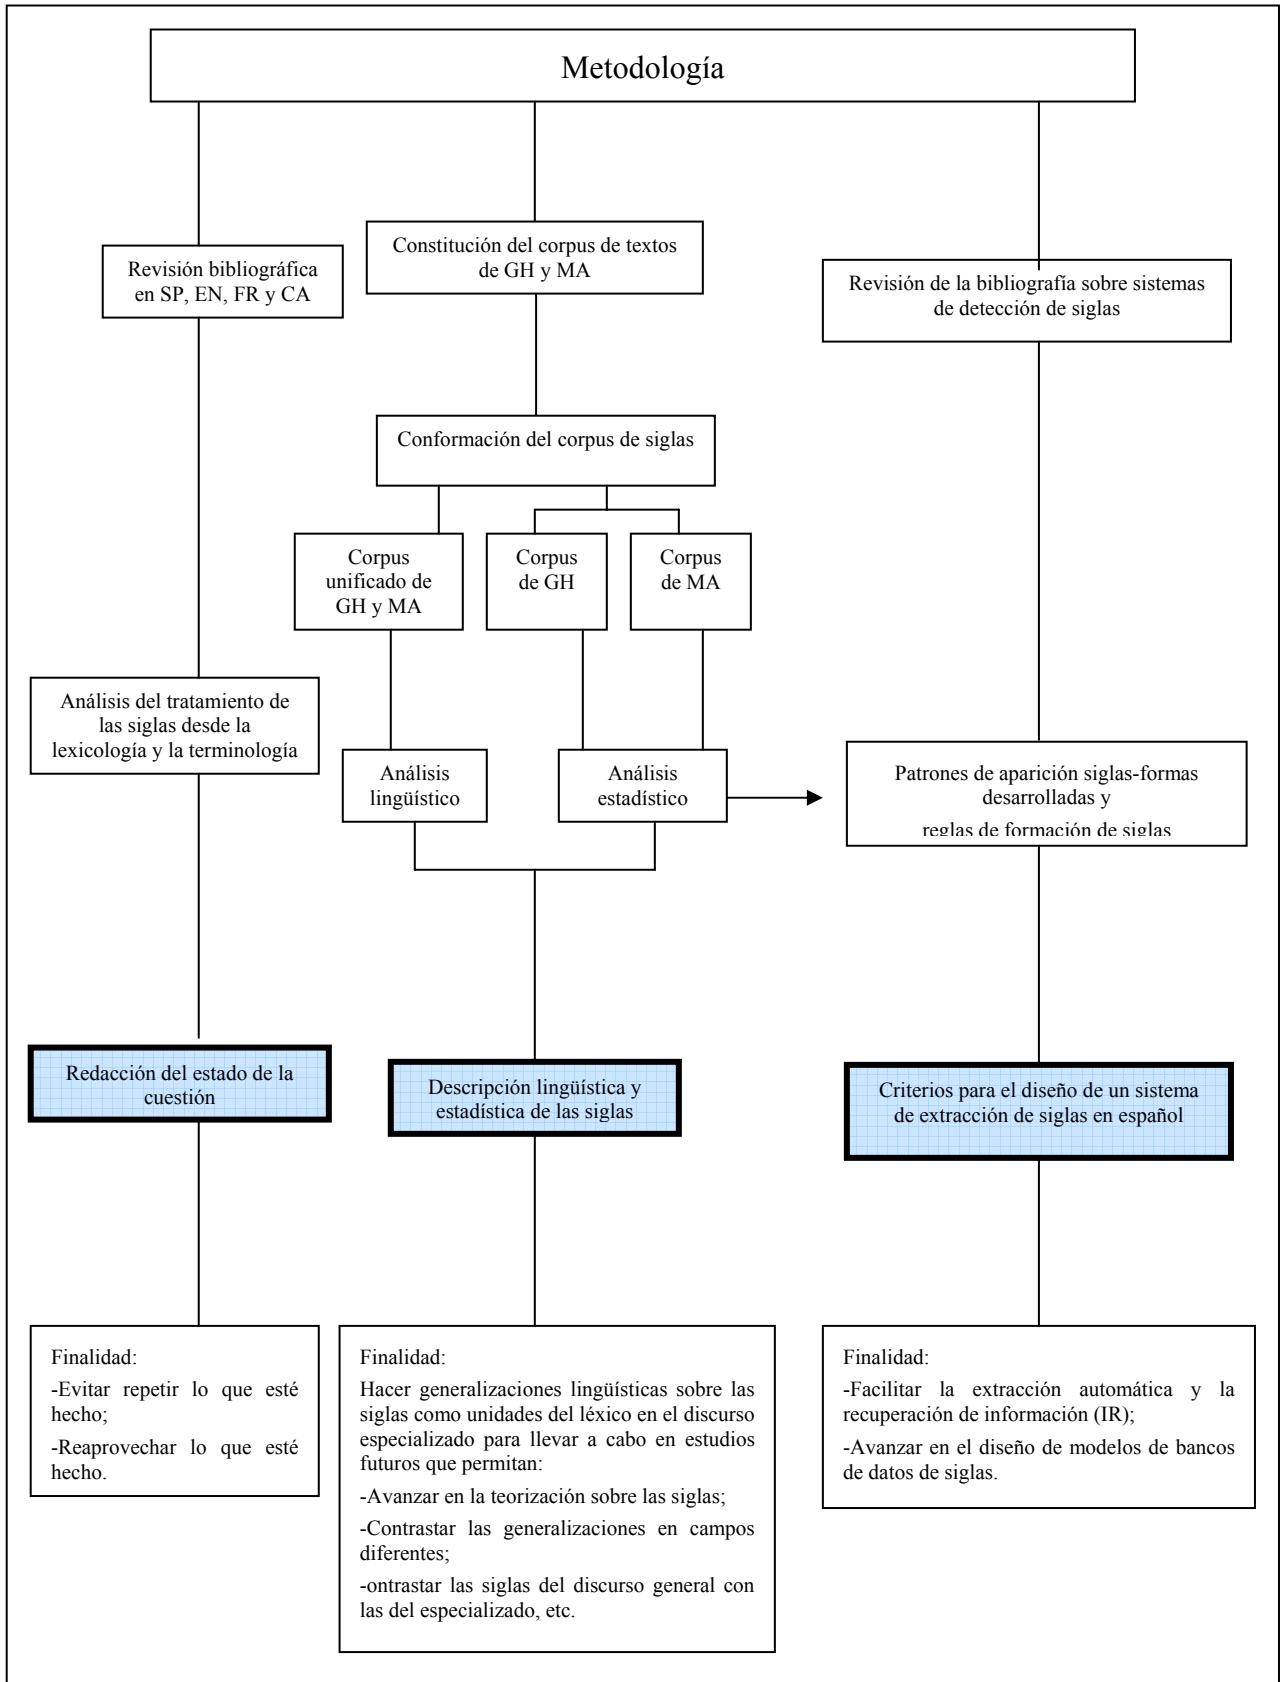 Metodología
Revisión bibliográfica
en SP, EN, FR y CA
Constitución del corpus de textos
de GH y MA
Revisión de la bibliografía sobre sistemas
de detección de siglas
Conformación del corpus de siglas
Corpus
unificado de
GH y MA
Corpus
de GH
Corpus
de MA
Análisis del tratamiento de
las siglas desde la
lexicología y la terminología
Análisis
lingüístico
Análisis
estadístico
Patrones de aparición siglas-formas
desarrolladas y
reglas de formación de siglas
Redacción del estado de la
cuestión
Descripción lingüística y
estadística de las siglas
Criterios para el diseño de un sistema
de extracción de siglas en español
Finalidad:
-Evitar repetir lo que esté
hecho;
-Reaprovechar lo que esté
hecho.
Finalidad:
Hacer generalizaciones lingüísticas sobre las
siglas como unidades del léxico en el discurso
especializado para llevar a cabo en estudios
futuros que permitan:
-Avanzar en la teorización sobre las siglas;
-Contrastar las generalizaciones en campos
diferentes;
-ontrastar las siglas del discurso general con
las del especializado, etc.
Finalidad:
-Facilitar la extracción automática y la
recuperación de información (IR);
-Avanzar en el diseño de modelos de bancos
de datos de siglas.